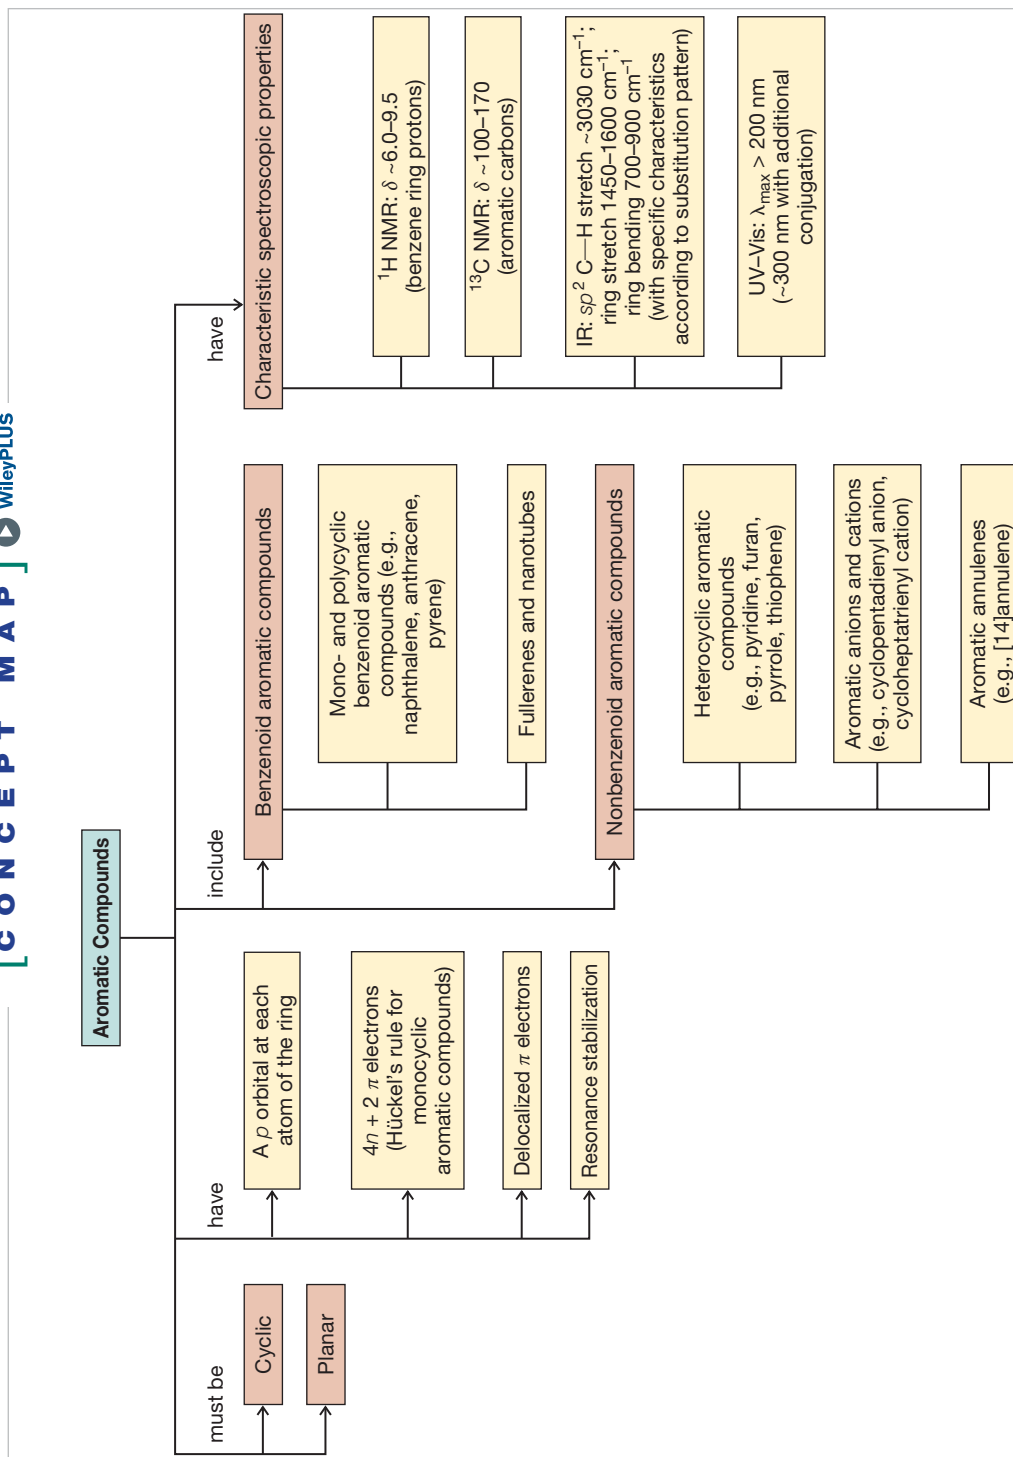 [ C O N C E P T   M A P ] WileyPLUS
Aromatic Compounds
must be
Cyclic
Planar
have
A p orbital at each
atom of the ring
4n + 2 π electrons
(Hückel's rule for
monocyclic
aromatic compounds)
Delocalized π electrons
Resonance stabilization
include
Benzenoid aromatic compounds
Mono- and polycyclic
benzenoid aromatic
compounds (e.g.,
naphthalene, anthracene,
pyrene)
Fullerenes and nanotubes
Nonbenzenoid aromatic compounds
Heterocyclic aromatic
compounds
(e.g., pyridine, furan,
pyrrole, thiophene)
Aromatic anions and cations
(e.g., cyclopentadienyl anion,
cycloheptatrienyl cation)
Aromatic annulenes
(e.g., [14]annulene)
have
Characteristic spectroscopic properties
¹H NMR: δ ~6.0–9.5
(benzene ring protons)
¹³C NMR: δ ~100–170
(aromatic carbons)
IR: sp² C—H stretch ~3030 cm⁻¹;
ring stretch 1450–1600 cm⁻¹;
ring bending 700–900 cm⁻¹
(with specific characteristics
according to substitution pattern)
UV–Vis: λmax > 200 nm
(~300 nm with additional
conjugation)